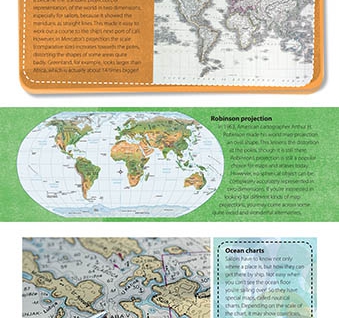 representation, of the world in two dimensions,
especially for sailors, because it showed the
meridians as straight lines. This made it easy to
work out a course to the ship's next port of call.
However, in Mercator's projection the scale
(comparative size) increases towards the poles,
distorting the shapes of some areas quite
badly. Greenland, for example, looks larger than
Africa, which is actually about 14 times bigger!
Robinson projection
In 1963, American cartographer Arthur H.
Robinson made his world map projection
an oval shape. This lessens the distortion
at the poles, though it is still there.
Robinson's projection is still a popular
choice for maps and atlases today.
However, no spherical object can be
completely accurately represented in
two dimensions. If you're interested in
looking for different kinds of map
projections, you may come across some
quite weird and wonderful alternatives.
Ocean charts
Sailors have to know not only
where a place is, but how they can
get there by ship. Not easy when
you can't see the ocean floor
you're sailing over! So they have
special maps, called nautical
charts. Depending on the scale of
the chart, it may show coastlines,